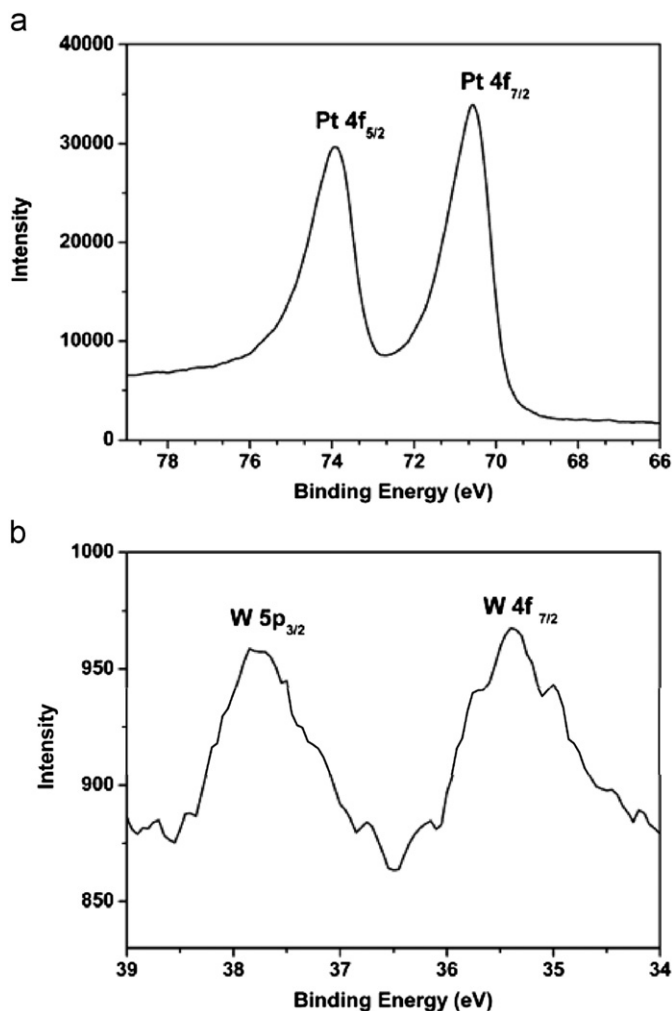 a
40000
Pt 4f7/2
Pt 4f5/2
30000
Intensity
20000
10000
0
78 76 74 72 70 68 66
Binding Energy (eV)
b
1000
W 5p3/2
W 4f 7/2
950
Intensity
900
850
39 38 37 36 35 34
Binding Energy (eV)